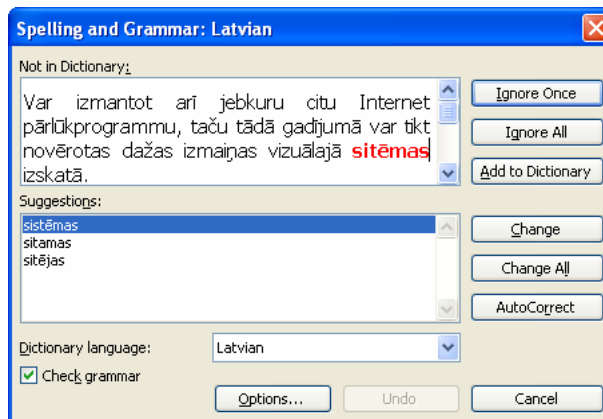 Spelling and Grammar: Latvian
Not in Dictionary:
Ignore Once
Var izmantot arī jebkuru citu Internet
pārlūkprogrammu, taču tādā gadījumā var tikt
Ignore All
novērotas dažas izmaiņas vizuālajā sitēmas
izskatā.
Add to Dictionary
Suggestions:
sistēmas
Change
sitamas
sitējas
Change All
AutoCorrect
Dictionary language:
Latvian
Check grammar
Options...
Undo
Cancel